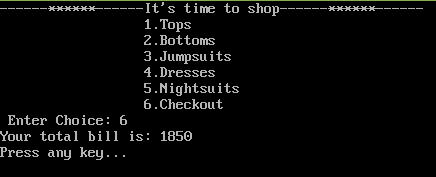 ------××××××------It's time to shop------××××××------
1.Tops
2.Bottoms
3.Jumpsuits
4.Dresses
5.Nightsuits
6.Checkout
Enter Choice: 6
Your total bill is: 1850
Press any key...